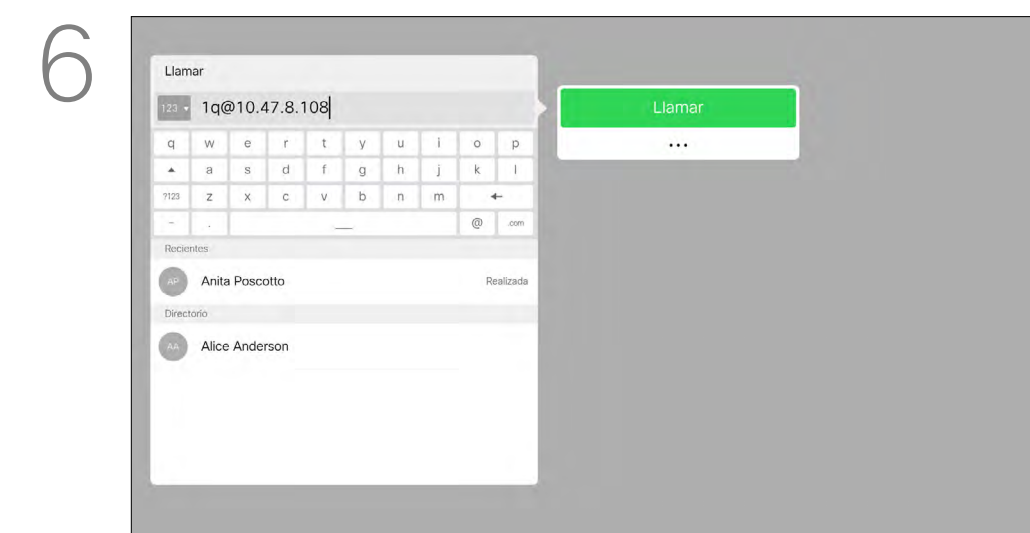 6
Llamar
123 1q@10.47.8.108
Llamar
...
q w e r t y u i o p
a s d f g h j k l
?123 z x c v b n m
- . @ .com
Recientes
AP Anita Poscotto Realizada
Directorio
AA Alice Anderson